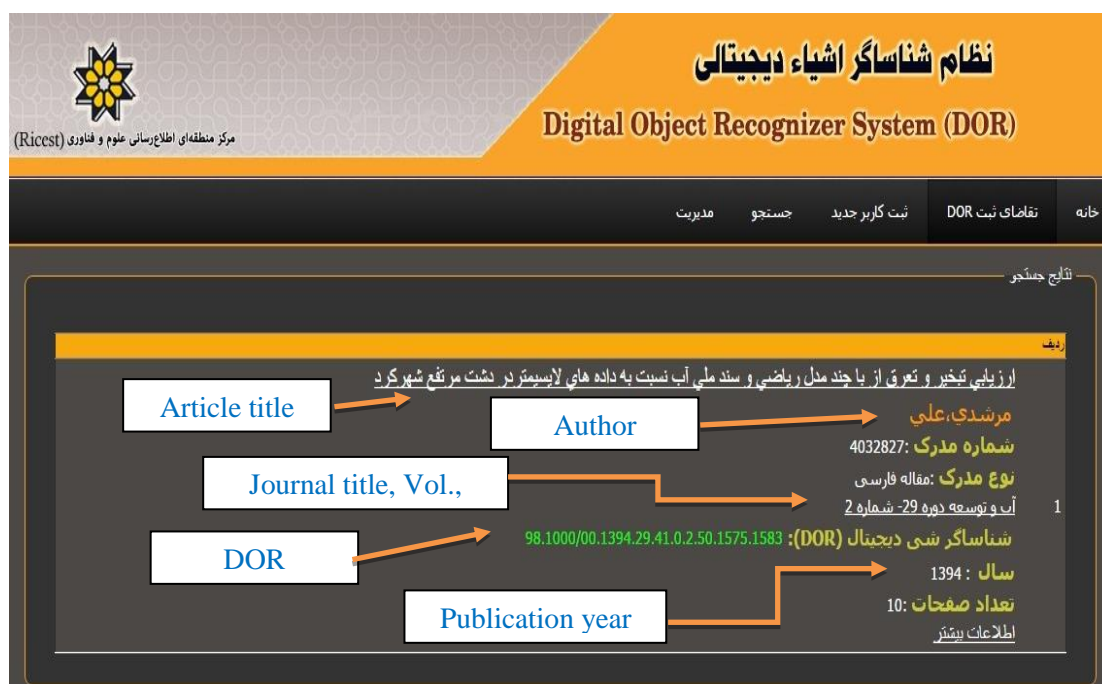 نظام شناساگر اشیاء دیجیتالی
Digital Object Recognizer System (DOR)
مرکز منطقه‌ای اطلاع‌رسانی علوم و فناوری (Ricest)
خانه تقاضای ثبت DOR ثبت کاربر جدید جستجو مدیریت
نتایج جستجو
ردیف
ارزيابي تبخير و تعرق از با چند مدل رياضي و سند ملي آب نسبت به داده هاي لايسيمتر در دشت مرتفع شهرکرد
Article title
مرشدي،علي
Author
شماره مدرک :4032827
نوع مدرک :مقاله فارسی
Journal title, Vol.,
1 آب و توسعه دوره 29- شماره 2
شناساگر شی دیجیتال (DOR): 98.1000/00.1394.29.41.0.2.50.1575.1583
DOR
سال : 1394
Publication year
تعداد صفحات :10
اطلاعات بیشتر